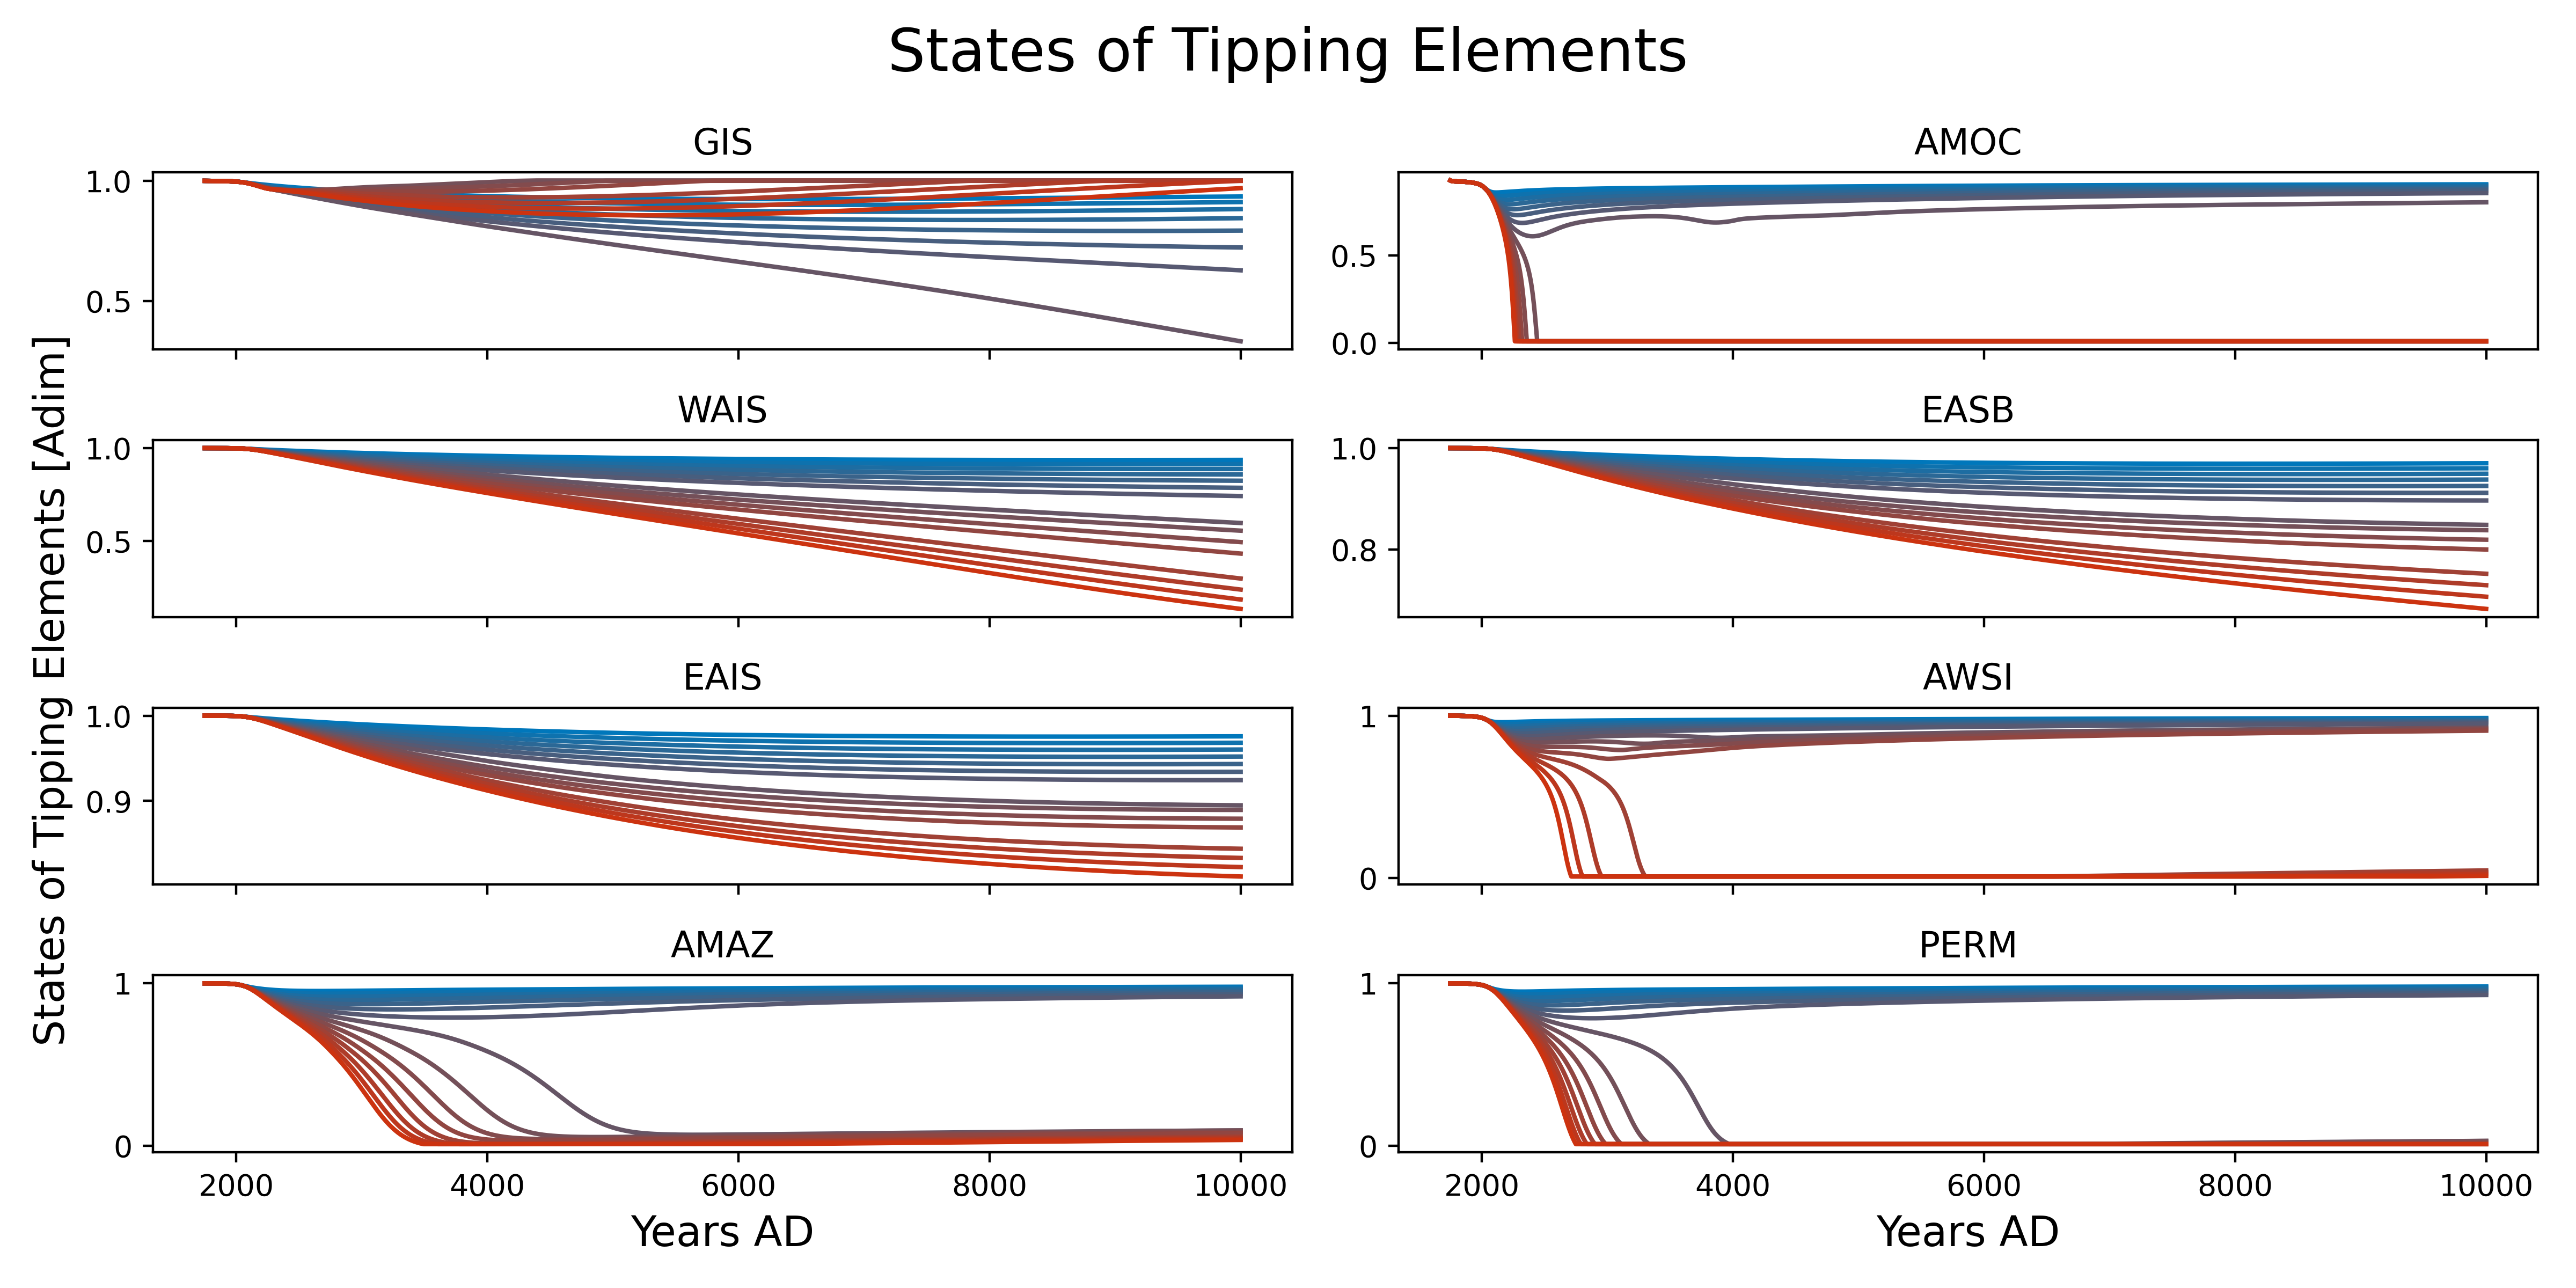 States of Tipping Elements
GIS
1.0
0.5
AMOC
0.5
0.0
States of Tipping Elements [Adim]
WAIS
1.0
0.5
EASB
1.0
0.8
EAIS
1.0
0.9
AWSI
1
0
AMAZ
1
0
2000 4000 6000 8000 10000
Years AD
PERM
1
0
2000 4000 6000 8000 10000
Years AD